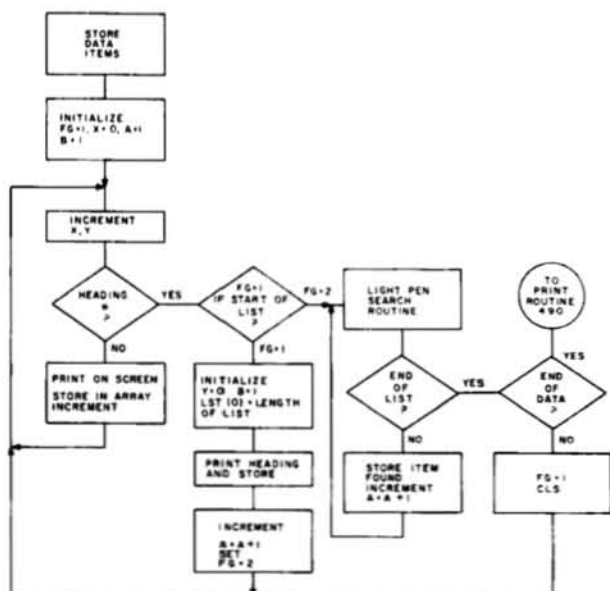 STORE
DATA
ITEMS
INITIALIZE
FG=1, X=0, A=1
B=1
INCREMENT
X,Y
HEADING
*
?
YES
NO
PRINT ON SCREEN
STORE IN ARRAY
INCREMENT
FG=1
IF START OF
LIST
?
FG=2
FG=1
INITIALIZE
Y=0 B=1
LST (0)=LENGTH
OF LIST
PRINT HEADING
AND STORE
INCREMENT
A=A+1
SET
FG=2
LIGHT PEN
SEARCH
ROUTINE
END
OF
LIST
?
YES
NO
STORE ITEM
FOUND
INCREMENT
A=A+1
TO
PRINT
ROUTINE
490
YES
END
OF
DATA
?
NO
FG=1
CLS